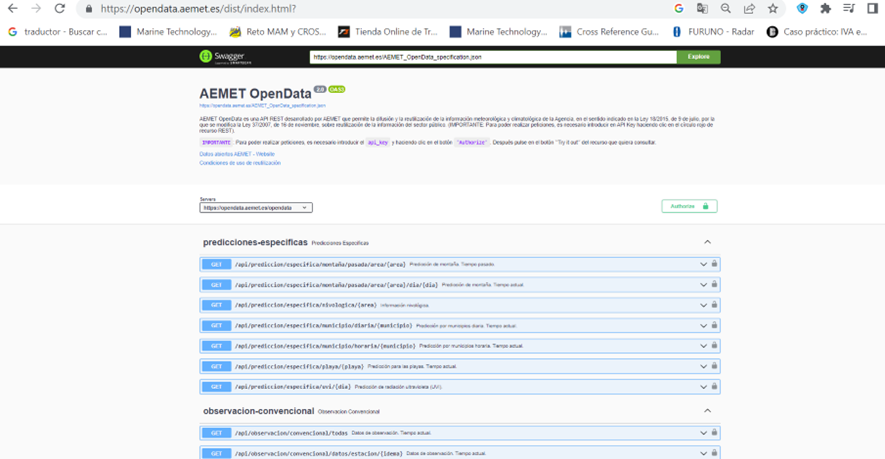 https://opendata.aemet.es/dist/index.html?
traductor - Buscar c...
Marine Technology...
Reto MAM y CROS...
Tienda Online de Tr...
Marine Technology...
Cross Reference Gu...
FURUNO - Radar
Caso práctico: IVA e...
Swagger
https://opendata.aemet.es/AEMET_OpenData_specification.json
Explore
AEMET OpenData 2.0 OAS3
https://opendata.aemet.es/AEMET_OpenData_specification.json
AEMET OpenData es una API REST desarrollado por AEMET que permite la difusión y la reutilización de la información meteorológica y climatológica de la Agencia, en el sentido indicado en la Ley 18/2015, de 9 de julio, por la
que se modifica la Ley 37/2007, de 16 de noviembre, sobre reutilización de la información del sector público. (IMPORTANTE: Para poder realizar peticiones, es necesario introducir en API Key haciendo clic en el círculo rojo de
recurso REST).
IMPORTANTE: Para poder realizar peticiones, es necesario introducir el api_key y haciendo clic en el botón "Authorize". Después pulse en el botón "Try it out" del recurso que quiera consultar.
Datos abiertos AEMET - Website
Condiciones de uso de reutilización
Servers
https://opendata.aemet.es/opendata
Authorize
predicciones-especificas Predicciones Especificas
GET /api/prediccion/especifica/montaña/pasada/area/{area} Predicción de montaña. Tiempo pasado.
GET /api/prediccion/especifica/montaña/pasada/area/{area}/dia/{dia} Predicción de montaña. Tiempo actual.
GET /api/prediccion/especifica/nivologica/{area} Información nivológica.
GET /api/prediccion/especifica/municipio/diaria/{municipio} Predicción por municipios diaria. Tiempo actual.
GET /api/prediccion/especifica/municipio/horaria/{municipio} Predicción por municipios horaria. Tiempo actual.
GET /api/prediccion/especifica/playa/{playa} Predicción para las playas. Tiempo actual.
GET /api/prediccion/especifica/uvi/{dia} Predicción de radiación ultravioleta (UVI).
observacion-convencional Observacion Convencional
GET /api/observacion/convencional/todas Datos de observación. Tiempo actual.
GET /api/observacion/convencional/datos/estacion/{idema} Datos de observación. Tiempo actual.